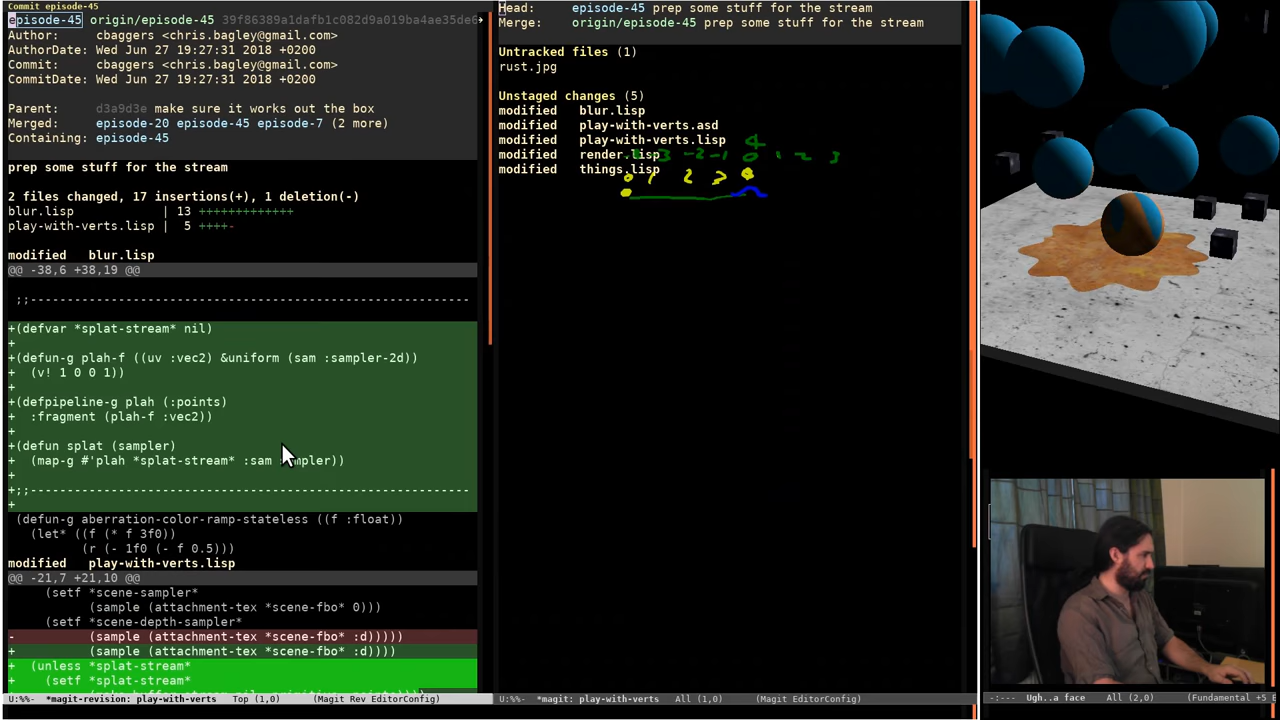 Commit episode-45
episode-45 origin/episode-45 39f86389a1dafb1c082d9a019ba4ae35de6
Author:     cbaggers <chris.bagley@gmail.com>
AuthorDate: Wed Jun 27 19:27:31 2018 +0200
Commit:     cbaggers <chris.bagley@gmail.com>
CommitDate: Wed Jun 27 19:27:31 2018 +0200
Parent:     d3a9d3e make sure it works out the box
Merged:     episode-20 episode-45 episode-7 (2 more)
Containing: episode-45
prep some stuff for the stream
2 files changed, 17 insertions(+), 1 deletion(-)
blur.lisp            | 13 +++++++++++++
play-with-verts.lisp |  5 ++++-
modified   blur.lisp
@@ -38,6 +38,19 @@
 ;;------------------------------------------------------------
+(defvar *splat-stream* nil)
+
+(defun-g plah-f ((uv :vec2) &uniform (sam :sampler-2d))
+  (v! 1 0 0 1))
+
+(defpipeline-g plah (:points)
+  :fragment (plah-f :vec2))
+
+(defun splat (sampler)
+  (map-g #'plah *splat-stream* :sam sampler))
+
+;;------------------------------------------------------------
+
 (defun-g aberration-color-ramp-stateless ((f :float))
   (let* ((f (* f 3f0))
          (r (- 1f0 (- f 0.5)))
modified   play-with-verts.lisp
@@ -21,7 +21,10 @@
     (setf *scene-sampler*
           (sample (attachment-tex *scene-fbo* 0)))
     (setf *scene-depth-sampler*
-          (sample (attachment-tex *scene-fbo* :d)))))
+          (sample (attachment-tex *scene-fbo* :d))))
+  (unless *splat-stream*
+    (setf *splat-stream*
U:%%-  *magit-revision: play-with-verts   Top (1,0)      (Magit Rev EditorConfig)
Head:     episode-45 prep some stuff for the stream
Merge:    origin/episode-45 prep some stuff for the stream
Untracked files (1)
rust.jpg
Unstaged changes (5)
modified   blur.lisp
modified   play-with-verts.asd
modified   play-with-verts.lisp
4
modified   render.lisp
3 -2 -1 0 1 2 3
modified   things.lisp
0 1 2 3
U:%%-  *magit: play-with-verts   All (1,0)      (Magit EditorConfig)
-:---  Ugh..a face    All (2,0)      (Fundamental +5 E